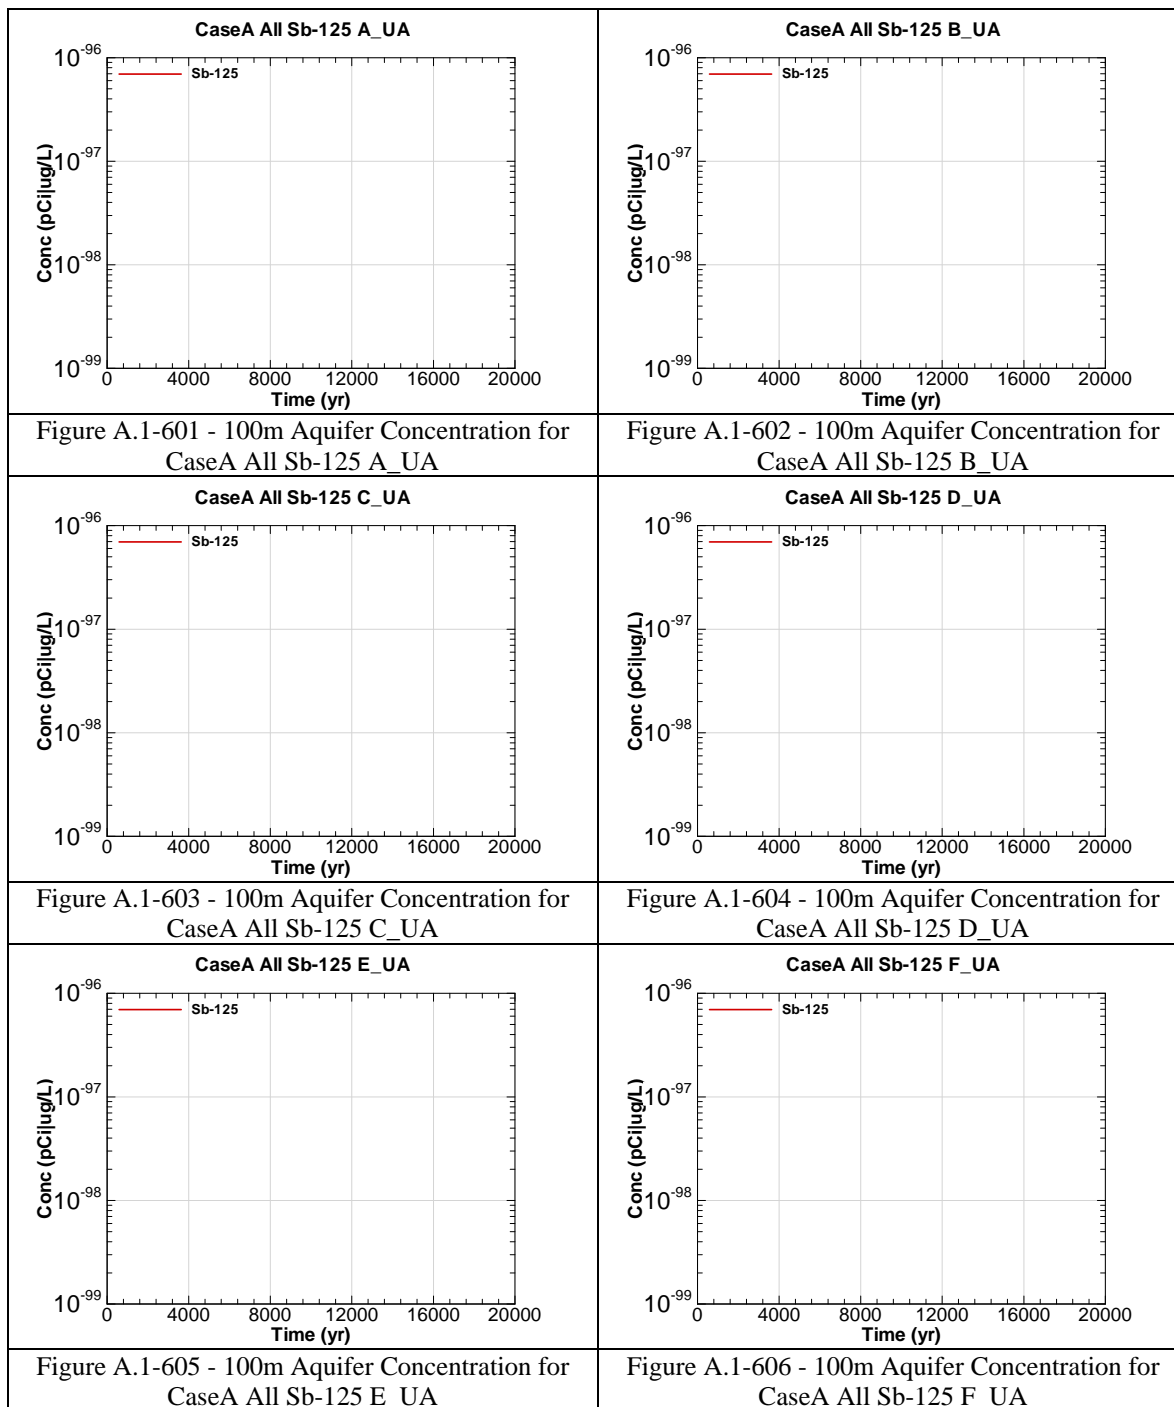 CaseA All Sb-125 A_UA
Sb-125
10-96
10-97
10-98
10-99
Conc (pCi|ug/L)
0 4000 8000 12000 16000 20000
Time (yr)
Figure A.1-601 - 100m Aquifer Concentration for
CaseA All Sb-125 A_UA
CaseA All Sb-125 B_UA
Sb-125
10-96
10-97
10-98
10-99
Conc (pCi|ug/L)
0 4000 8000 12000 16000 20000
Time (yr)
Figure A.1-602 - 100m Aquifer Concentration for
CaseA All Sb-125 B_UA
CaseA All Sb-125 C_UA
Sb-125
10-96
10-97
10-98
10-99
Conc (pCi|ug/L)
0 4000 8000 12000 16000 20000
Time (yr)
Figure A.1-603 - 100m Aquifer Concentration for
CaseA All Sb-125 C_UA
CaseA All Sb-125 D_UA
Sb-125
10-96
10-97
10-98
10-99
Conc (pCi|ug/L)
0 4000 8000 12000 16000 20000
Time (yr)
Figure A.1-604 - 100m Aquifer Concentration for
CaseA All Sb-125 D_UA
CaseA All Sb-125 E_UA
Sb-125
10-96
10-97
10-98
10-99
Conc (pCi|ug/L)
0 4000 8000 12000 16000 20000
Time (yr)
Figure A.1-605 - 100m Aquifer Concentration for
CaseA All Sb-125 E_UA
CaseA All Sb-125 F_UA
Sb-125
10-96
10-97
10-98
10-99
Conc (pCi|ug/L)
0 4000 8000 12000 16000 20000
Time (yr)
Figure A.1-606 - 100m Aquifer Concentration for
CaseA All Sb-125 F_UA